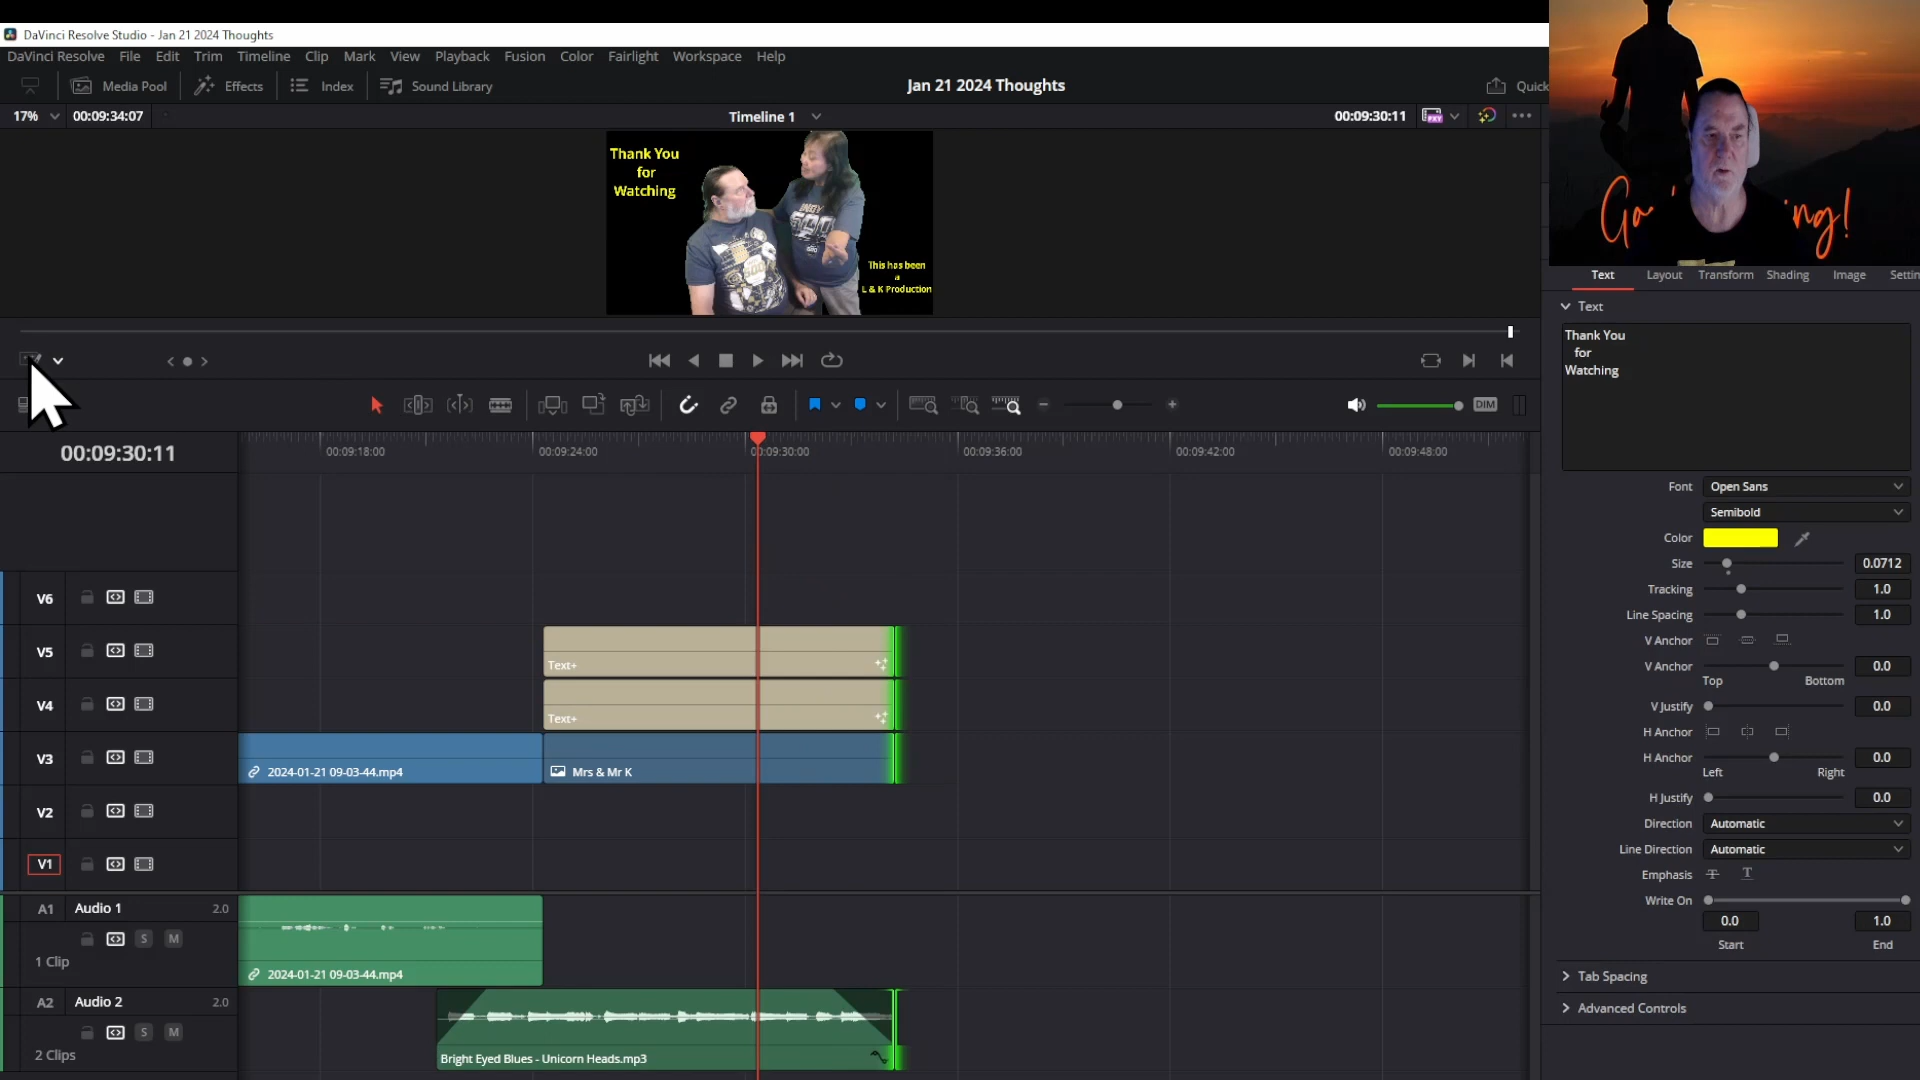 DaVinci Resolve Studio - Jan 21 2024 Thoughts
DaVinci Resolve File Edit Trim Timeline Clip Mark View Playback Fusion Color Fairlight Workspace Help
Media Pool Effects Index Sound Library Jan 21 2024 Thoughts Quick
17% 00:09:34:07 Timeline 1 00:09:30:11
Thank You
for
Watching
This has been
a
L & K Production
Text Layout Transform Shading Image Settin
Text
Thank You
for
Watching
DIM
00:09:30:11
00:09:18:00 00:09:24:00 00:09:30:00 00:09:36:00 00:09:42:00 00:09:48:00
Font Open Sans
Semibold
Color
Size 0.0712
Tracking 1.0
Line Spacing 1.0
V Anchor
V Anchor 0.0
Top Bottom
V Justify 0.0
H Anchor
H Anchor 0.0
Left Right
H Justify 0.0
Direction Automatic
Line Direction Automatic
Emphasis
Write On
0.0 1.0
Start End
Tab Spacing
Advanced Controls
V6
V5
Text+
V4
Text+
V3
2024-01-21 09-03-44.mp4 Mrs & Mr K
V2
V1
A1 Audio 1 2.0
S M
1 Clip
2024-01-21 09-03-44.mp4
A2 Audio 2 2.0
S M
2 Clips
Bright Eyed Blues - Unicorn Heads.mp3